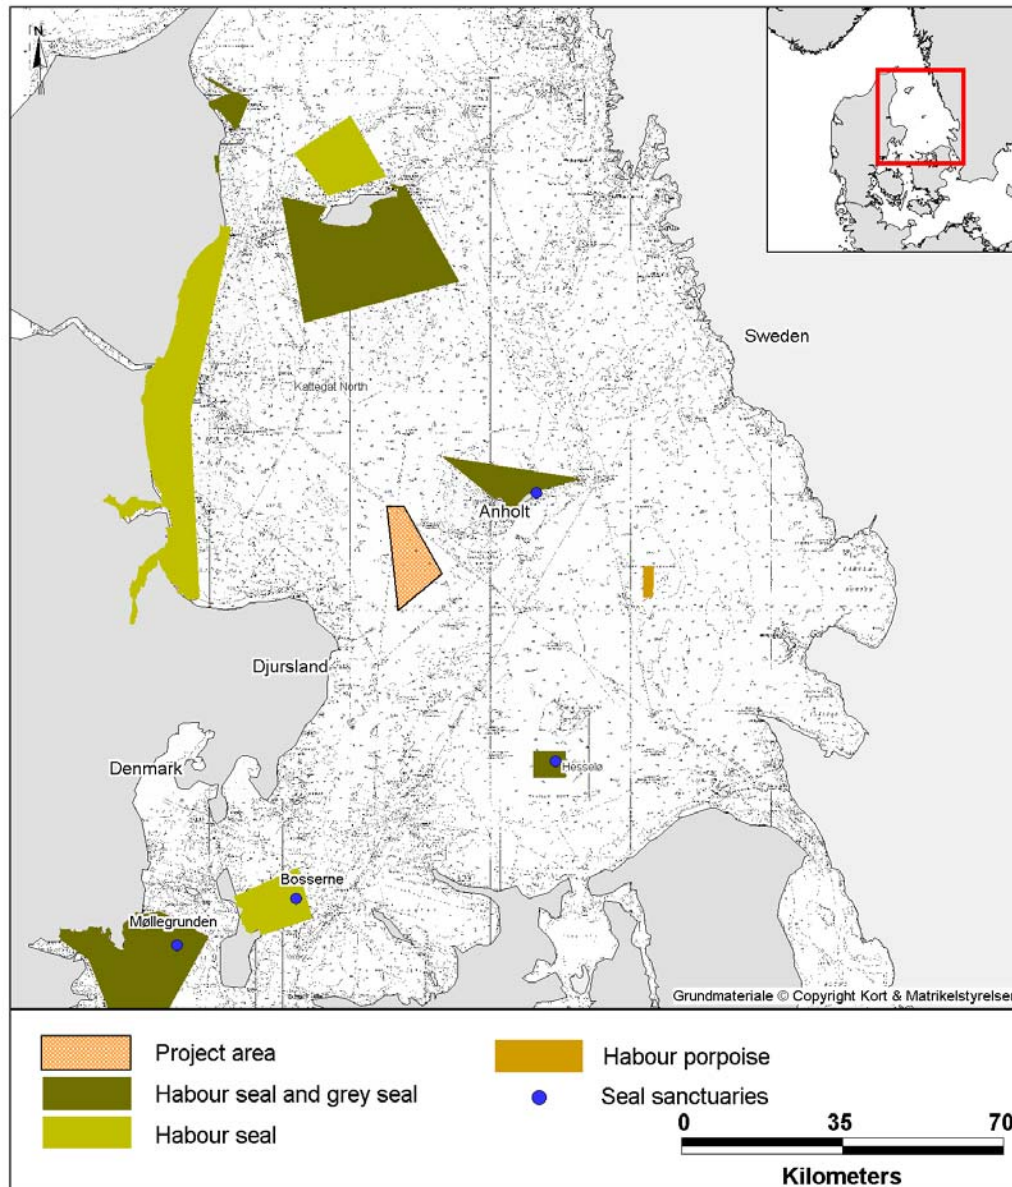 N
Sweden
Kattegat North
Anholt
Djursland
Denmark
Hesselø
Bosserne
Møllegrunden
Grundmateriale © Copyright Kort & Matrikelstyrelsen
Project area
Habour seal and grey seal
Habour seal
Habour porpoise
Seal sanctuaries
0 35 70
Kilometers